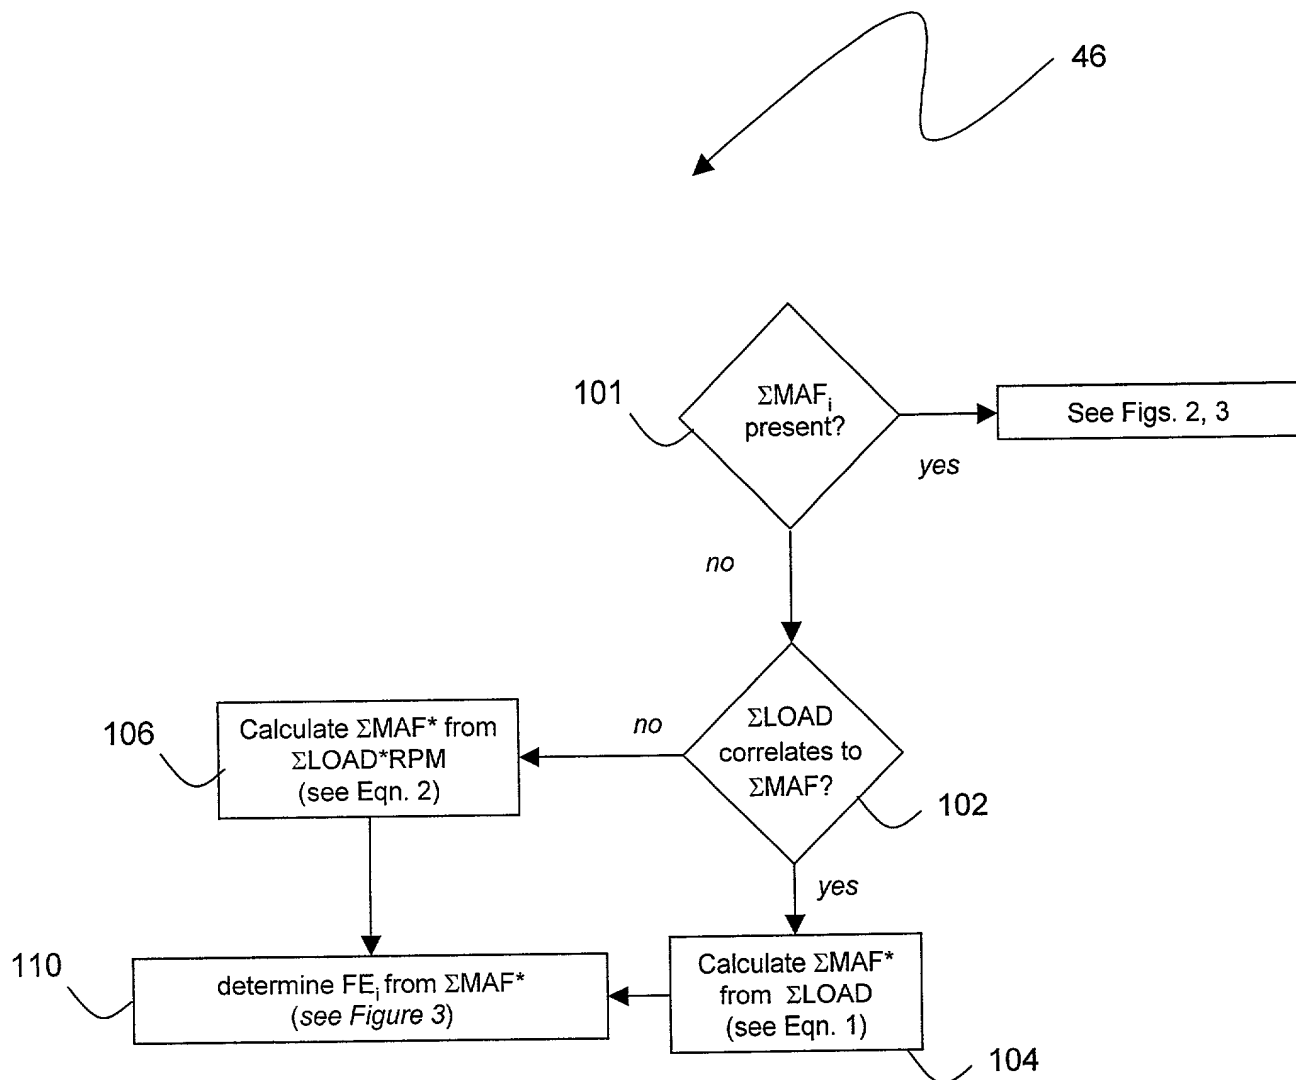 46
101
ΣMAFi
present?
See Figs. 2, 3
yes
no
106
Calculate ΣMAF* from
ΣLOAD*RPM
(see Eqn. 2)
no
ΣLOAD
correlates to
ΣMAF?
102
yes
110
determine FEi from ΣMAF*
(see Figure 3)
Calculate ΣMAF*
from ΣLOAD
(see Eqn. 1)
104